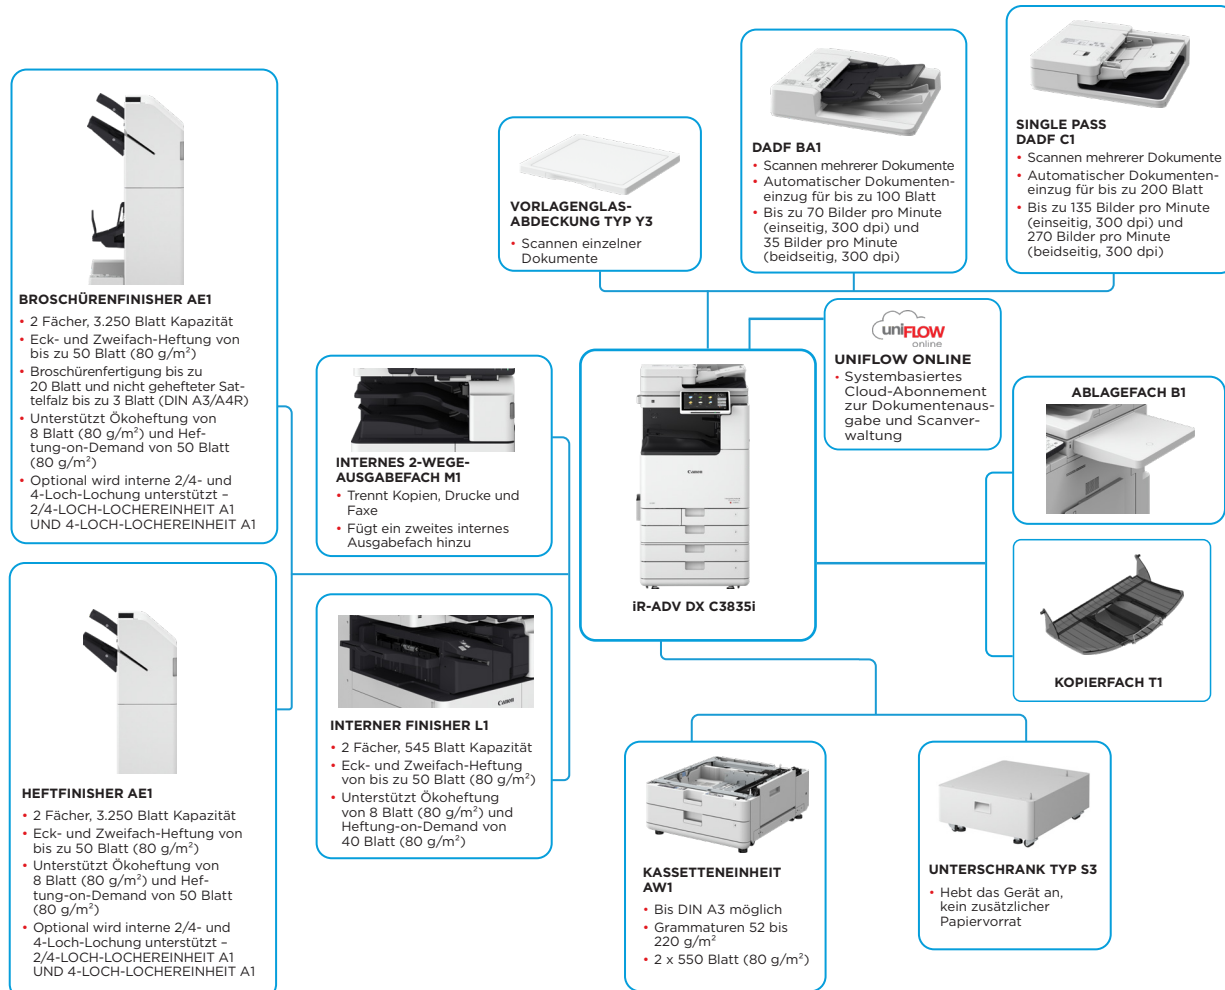 BROSCHÜRENFINISHER AE1
• 2 Fächer, 3.250 Blatt Kapazität
• Eck- und Zweifach-Heftung von
bis zu 50 Blatt (80 g/m²)
• Broschürenfertigung bis zu
20 Blatt und nicht gehefteter Sat-
telfalz bis zu 3 Blatt (DIN A3/A4R)
• Unterstützt Ökoheftung von
8 Blatt (80 g/m²) und Hef-
tung-on-Demand von 50 Blatt
(80 g/m²)
• Optional wird interne 2/4- und
4-Loch-Lochung unterstützt –
2/4-LOCH-LOCHEREINHEIT A1
UND 4-LOCH-LOCHEREINHEIT A1
HEFTFINISHER AE1
• 2 Fächer, 3.250 Blatt Kapazität
• Eck- und Zweifach-Heftung von
bis zu 50 Blatt (80 g/m²)
• Unterstützt Ökoheftung von
8 Blatt (80 g/m²) und Hef-
tung-on-Demand von 50 Blatt
(80 g/m²)
• Optional wird interne 2/4- und
4-Loch-Lochung unterstützt –
2/4-LOCH-LOCHEREINHEIT A1
UND 4-LOCH-LOCHEREINHEIT A1
INTERNES 2-WEGE-
AUSGABEFACH M1
• Trennt Kopien, Drucke und
Faxe
• Fügt ein zweites internes
Ausgabefach hinzu
Canon
INTERNER FINISHER L1
• 2 Fächer, 545 Blatt Kapazität
• Eck- und Zweifach-Heftung
von bis zu 50 Blatt (80 g/m²)
• Unterstützt Ökoheftung
von 8 Blatt (80 g/m²) und
Heftung-on-Demand von
40 Blatt (80 g/m²)
VORLAGENGLAS-
ABDECKUNG TYP Y3
• Scannen einzelner
Dokumente
DADF BA1
• Scannen mehrerer Dokumente
• Automatischer Dokumenten-
einzug für bis zu 100 Blatt
• Bis zu 70 Bilder pro Minute
(einseitig, 300 dpi) und
35 Bilder pro Minute
(beidseitig, 300 dpi)
SINGLE PASS
DADF C1
• Scannen mehrerer Dokumente
• Automatischer Dokumenten-
einzug für bis zu 200 Blatt
• Bis zu 135 Bilder pro Minute
(einseitig, 300 dpi) und
270 Bilder pro Minute
(beidseitig, 300 dpi)
uniFLOW
online
UNIFLOW ONLINE
• Systembasiertes
Cloud-Abonnement
zur Dokumentenaus-
gabe und Scanver-
waltung
Canon
iR-ADV DX C3835i
ABLAGEFACH B1
KOPIERFACH T1
KASSETTENEINHEIT
AW1
• Bis DIN A3 möglich
• Grammaturen 52 bis
220 g/m²
• 2 x 550 Blatt (80 g/m²)
UNTERSCHRANK TYP S3
• Hebt das Gerät an,
kein zusätzlicher
Papiervorrat